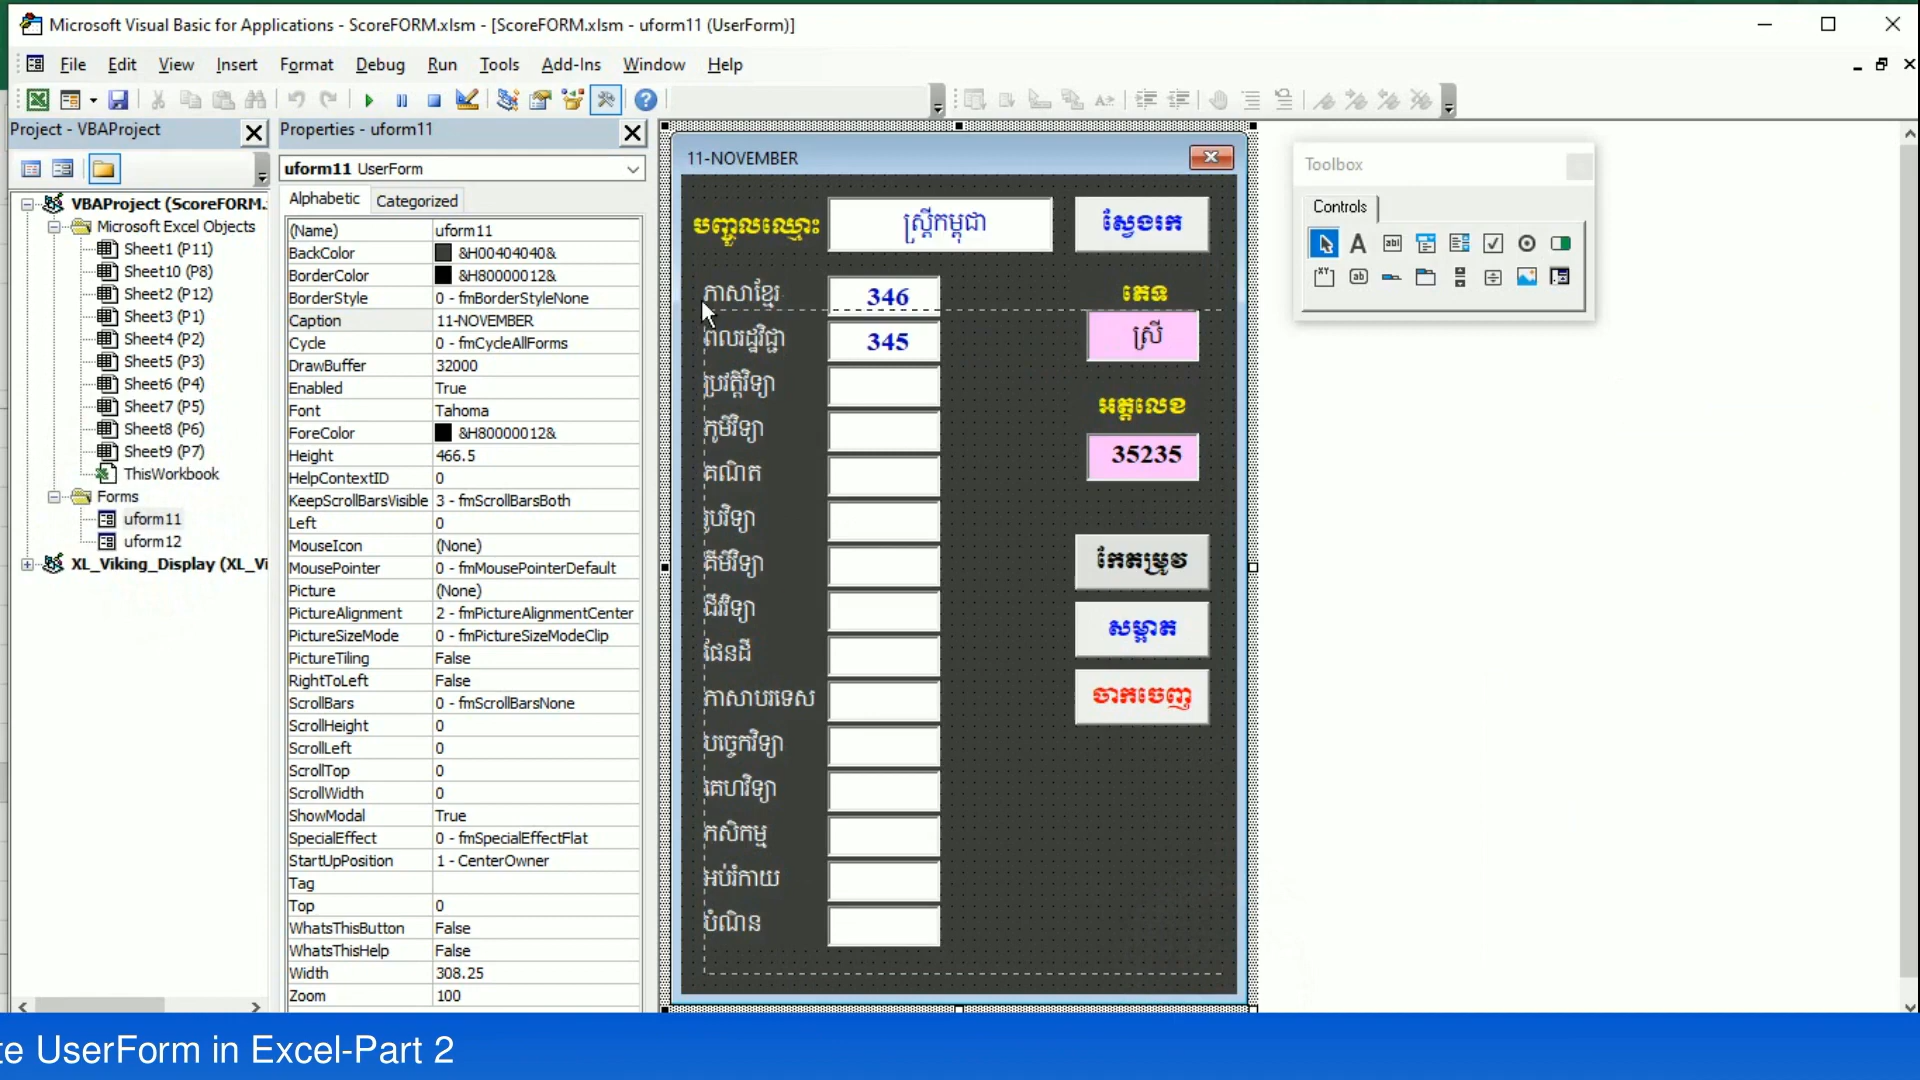 Microsoft Visual Basic for Applications - ScoreFORM.xlsm - [ScoreFORM.xlsm - uform11 (UserForm)]
File Edit View Insert Format Debug Run Tools Add-Ins Window Help
Project - VBAProject
VBAProject (ScoreFORM.
Microsoft Excel Objects
Sheet1 (P11)
Sheet10 (P8)
Sheet2 (P12)
Sheet3 (P1)
Sheet4 (P2)
Sheet5 (P3)
Sheet6 (P4)
Sheet7 (P5)
Sheet8 (P6)
Sheet9 (P7)
ThisWorkbook
Forms
uform11
uform12
XL_Viking_Display (XL_Vi
Properties - uform11
uform11 UserForm
Alphabetic Categorized
(Name) uform11
BackColor &H00404040&
BorderColor &H80000012&
BorderStyle 0 - fmBorderStyleNone
Caption 11-NOVEMBER
Cycle 0 - fmCycleAllForms
DrawBuffer 32000
Enabled True
Font Tahoma
ForeColor &H80000012&
Height 466.5
HelpContextID 0
KeepScrollBarsVisible 3 - fmScrollBarsBoth
Left 0
MouseIcon (None)
MousePointer 0 - fmMousePointerDefault
Picture (None)
PictureAlignment 2 - fmPictureAlignmentCenter
PictureSizeMode 0 - fmPictureSizeModeClip
PictureTiling False
RightToLeft False
ScrollBars 0 - fmScrollBarsNone
ScrollHeight 0
ScrollLeft 0
ScrollTop 0
ScrollWidth 0
ShowModal True
SpecialEffect 0 - fmSpecialEffectFlat
StartUpPosition 1 - CenterOwner
Tag
Top 0
WhatsThisButton False
WhatsThisHelp False
Width 308.25
Zoom 100
11-NOVEMBER
បញ្ចូលឈ្មោះ ស្ត្រីកម្ពុជា ស្វែងរក
ភាសាខ្មែរ 346
ពលរដ្ឋវិជ្ជា 345
ប្រវត្តិវិទ្យា
ភូមិវិទ្យា
គណិត
រូបវិទ្យា
គីមីវិទ្យា
ជីវវិទ្យា
ផែនដី
ភាសាបរទេស
បច្ចេកវិទ្យា
គេហវិទ្យា
កសិកម្ម
អប់រំកាយ
បំណិន
ភេទ
ស្រី
អត្តលេខ
35235
កែតម្រូវ
សម្អាត
ចាកចេញ
Toolbox
Controls
te UserForm in Excel-Part 2